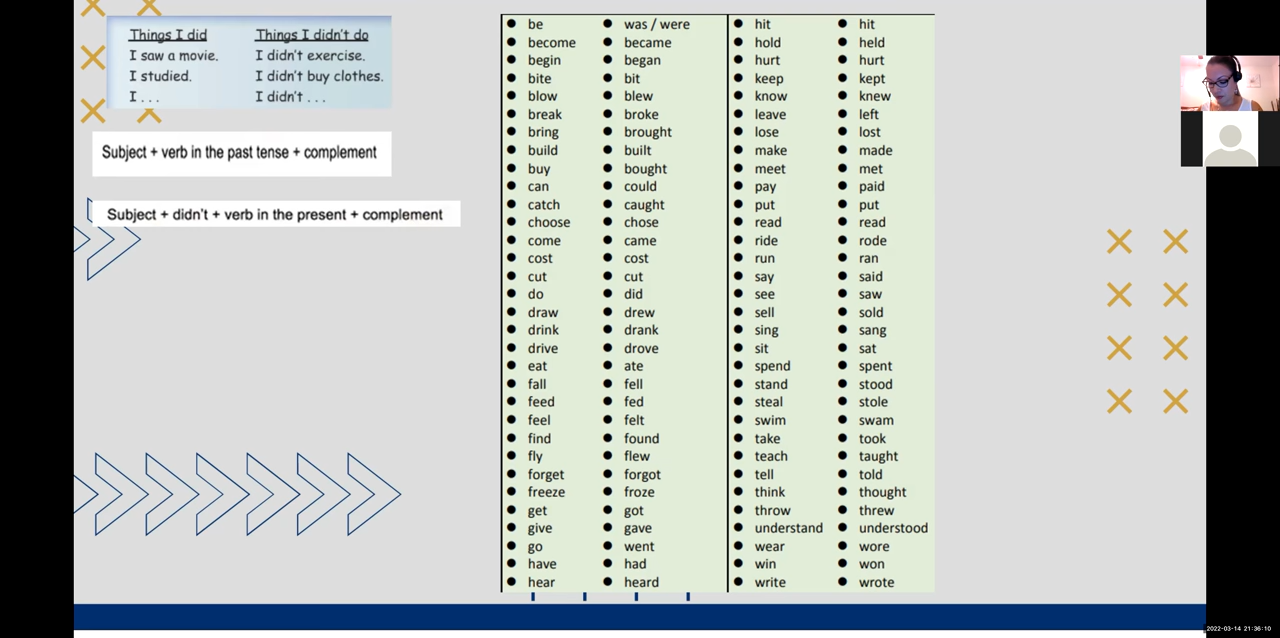 Things I did Things I didn't do
I saw a movie. I didn't exercise.
I studied. I didn't buy clothes.
I . . . I didn't . . .
Subject + verb in the past tense + complement
Subject + didn't + verb in the present + complement
be was / were hit hit
become became hold held
begin began hurt hurt
bite bit keep kept
blow blew know knew
break broke leave left
bring brought lose lost
build built make made
buy bought meet met
can could pay paid
catch caught put put
choose chose read read
come came ride rode
cost cost run ran
cut cut say said
do did see saw
draw drew sell sold
drink drank sing sang
drive drove sit sat
eat ate spend spent
fall fell stand stood
feed fed steal stole
feel felt swim swam
find found take took
fly flew teach taught
forget forgot tell told
freeze froze think thought
get got throw threw
give gave understand understood
go went wear wore
have had win won
hear heard write wrote
2022-03-14 21:36:10